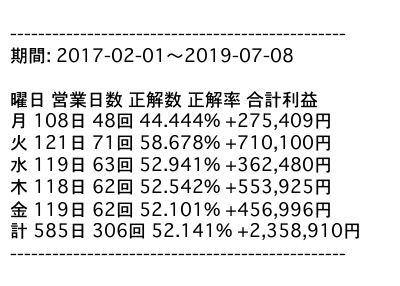 ------------------------------------------------
期間: 2017-02-01〜2019-07-08
曜日 営業日数 正解数 正解率 合計利益
月 108日 48回 44.444% +275,409円
火 121日 71回 58.678% +710,100円
水 119日 63回 52.941% +362,480円
木 118日 62回 52.542% +553,925円
金 119日 62回 52.101% +456,996円
計 585日 306回 52.141% +2,358,910円
------------------------------------------------